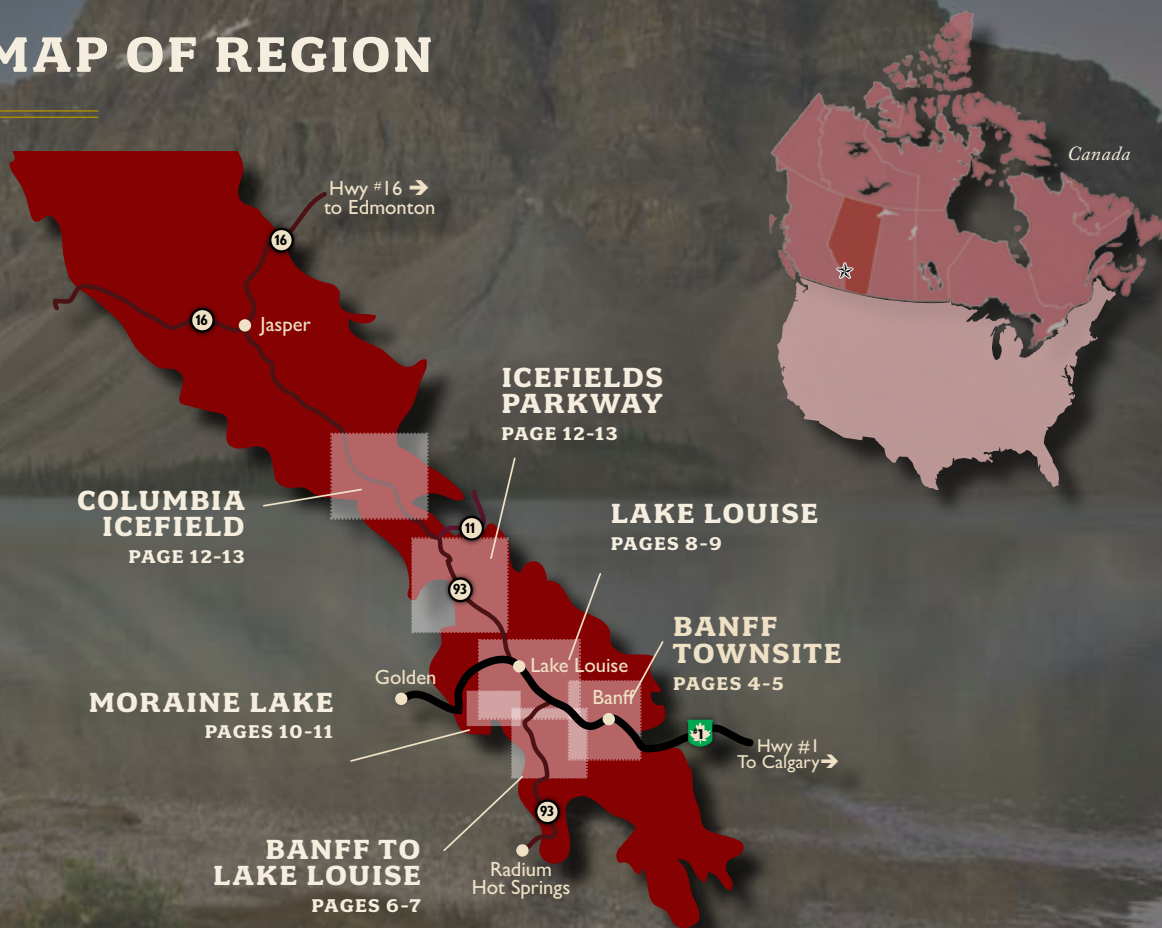 MAP OF REGION
Canada
Hwy #16 →
to Edmonton
16
16
Jasper
ICEFIELDS
PARKWAY
PAGE 12-13
COLUMBIA
ICEFIELD
PAGE 12-13
LAKE LOUISE
PAGES 8-9
11
93
BANFF
TOWNSITE
PAGES 4-5
Lake Louise
Golden
Banff
MORAINE LAKE
PAGES 10-11
1
Hwy #1
To Calgary→
93
BANFF TO
LAKE LOUISE
PAGES 6-7
Radium
Hot Springs